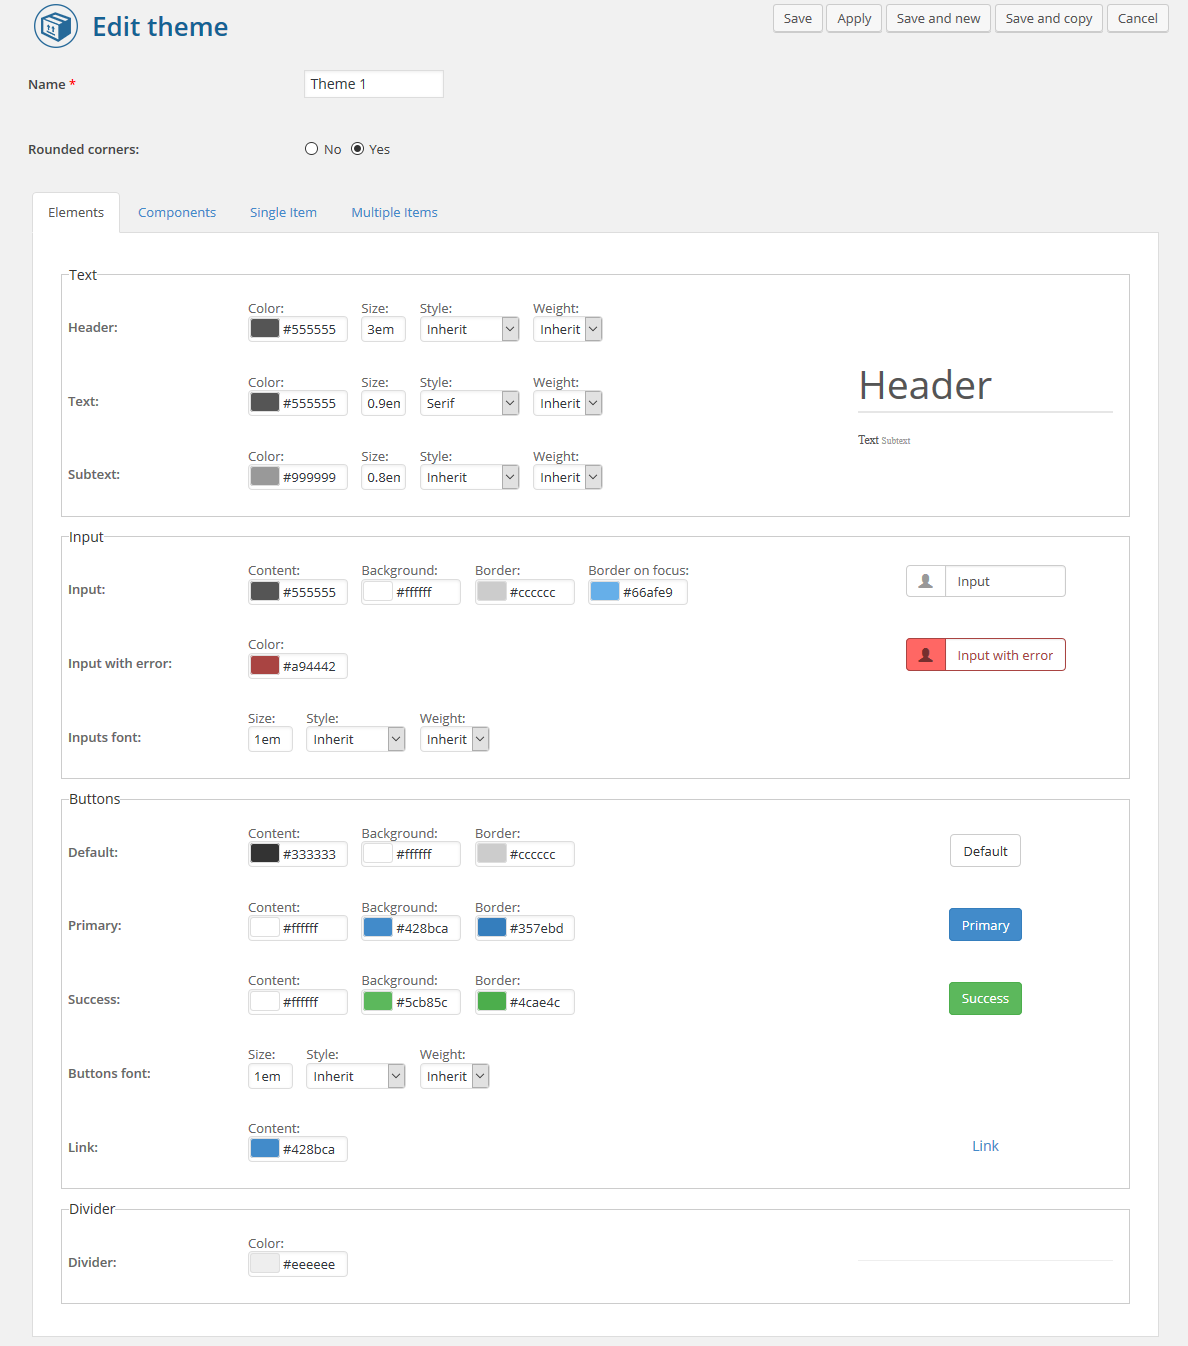 Edit theme
Save Apply Save and new Save and copy Cancel
Name * Theme 1
Rounded corners: No Yes
Elements Components Single Item Multiple Items
Text
Color: Size: Style: Weight:
Header: #555555 3em Inherit Inherit
Color: Size: Style: Weight:
Text: #555555 0.9em Serif Inherit
Header
Text Subtext
Color: Size: Style: Weight:
Subtext: #999999 0.8em Inherit Inherit
Input
Content: Background: Border: Border on focus:
Input: #555555 #ffffff #cccccc #66afe9 Input
Color:
Input with error: #a94442 Input with error
Size: Style: Weight:
Inputs font: 1em Inherit Inherit
Buttons
Content: Background: Border:
Default: #333333 #ffffff #cccccc Default
Content: Background: Border:
Primary: #ffffff #428bca #357ebd Primary
Content: Background: Border:
Success: #ffffff #5cb85c #4cae4c Success
Size: Style: Weight:
Buttons font: 1em Inherit Inherit
Content:
Link: #428bca Link
Divider
Color:
Divider: #eeeeee